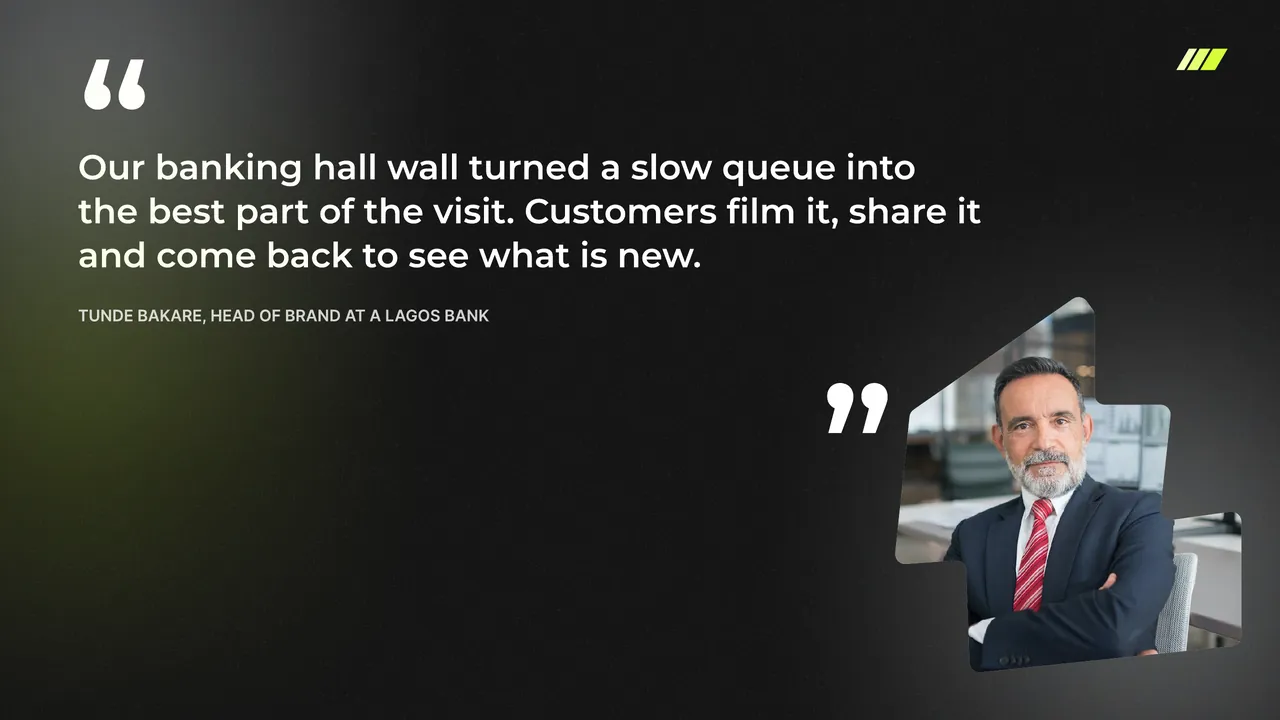 “
Our banking hall wall turned a slow queue into
the best part of the visit. Customers film it, share it
and come back to see what is new.
TUNDE BAKARE, HEAD OF BRAND AT A LAGOS BANK
”